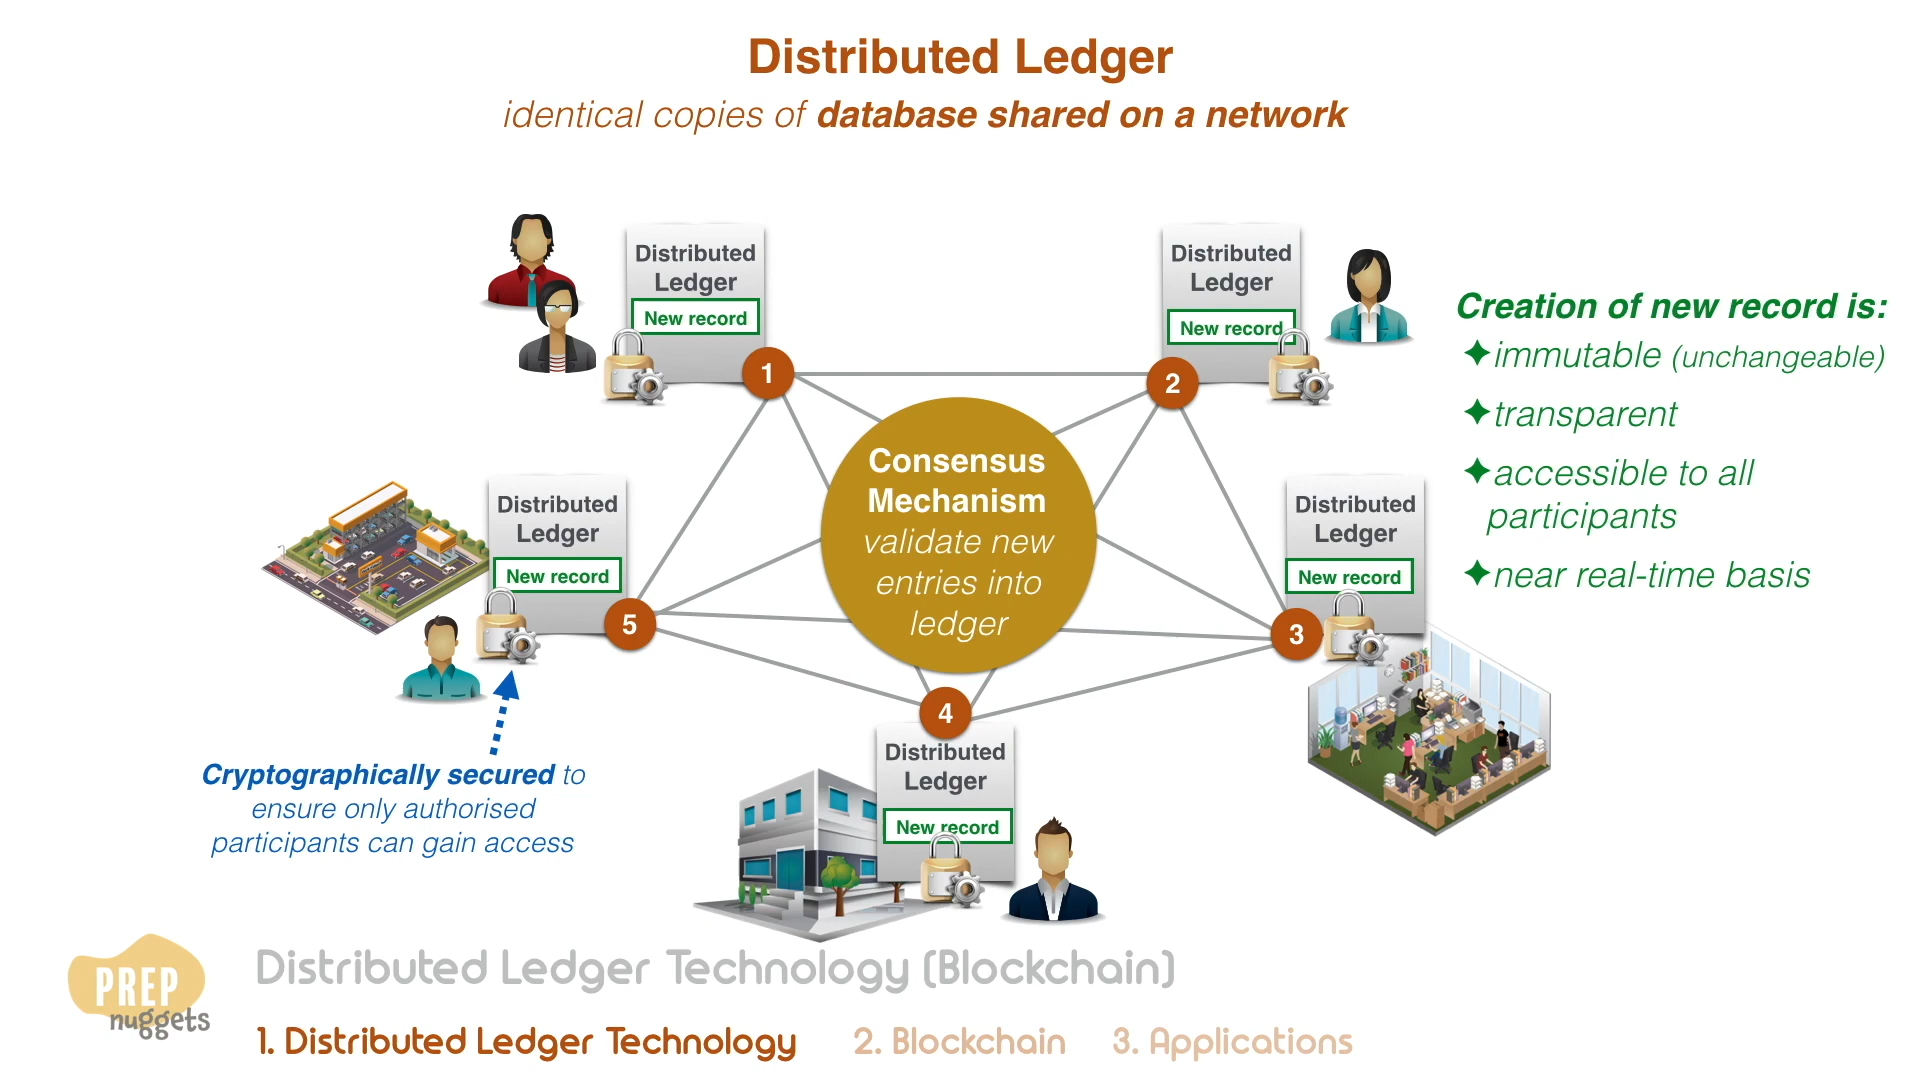 Distributed Ledger
identical copies of database shared on a network
Distributed
Ledger
New record
1
Distributed
Ledger
New record
2
Creation of new record is:
✦immutable (unchangeable)
✦transparent
✦accessible to all
participants
✦near real-time basis
Consensus
Mechanism
validate new
entries into
ledger
Distributed
Ledger
New record
5
Distributed
Ledger
New record
3
4
Distributed
Ledger
New record
Cryptographically secured to
ensure only authorised
participants can gain access
PREP
nuggets
Distributed Ledger Technology (Blockchain)
1. Distributed Ledger Technology 2. Blockchain 3. Applications